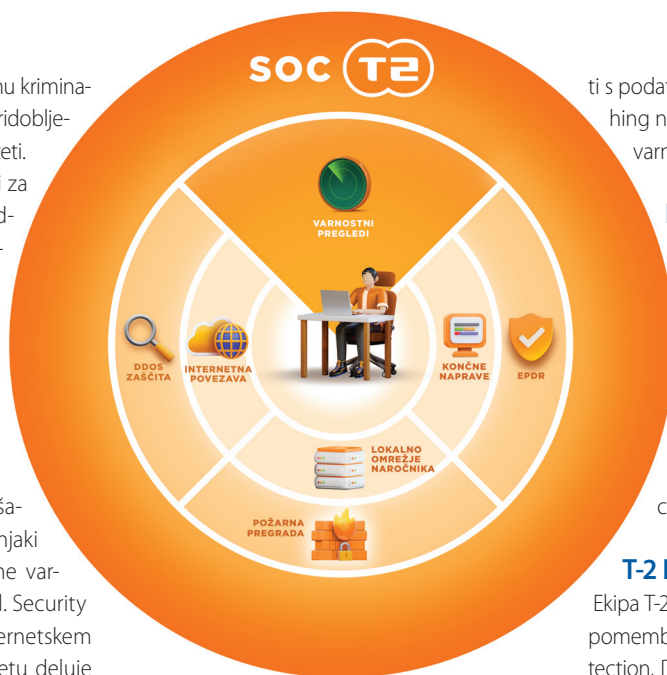 nu krimina-
ridoblje-
eti.
i za
d-
-
ša-
njaki
ne var-
l. Security
ernetskem
etu deluje
SOC T2
VARNOSTNI
PREGLEDI
DDOS
ZAŠČITA
INTERNETNA
POVEZAVA
KONČNE
NAPRAVE
EPDR
LOKALNO
OMREŽJE
NAROČNIKA
POŽARNA
PREGRADA
ti s podat
hing n
varn
c
T-2
Ekipa T-2
pomemb
tection.